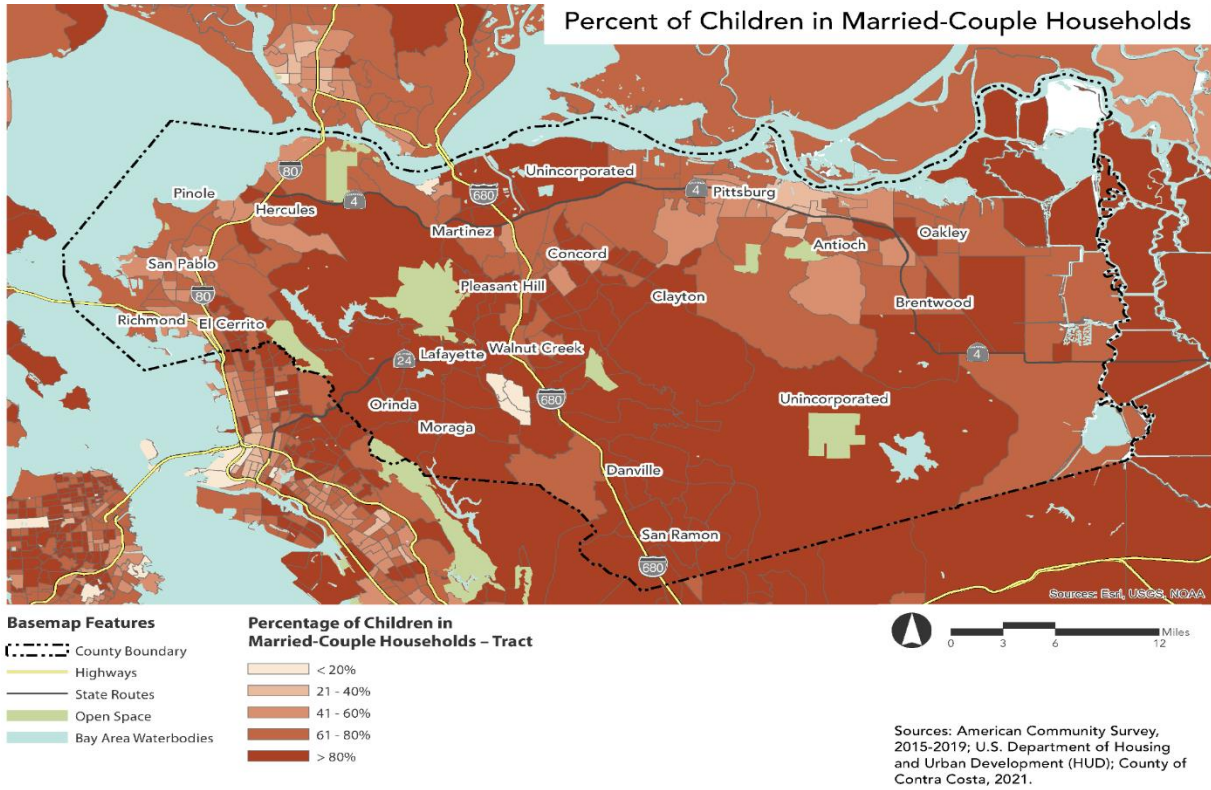 Percent of Children in Married-Couple Households
80
Unincorporated
Pinole
4
680
4
Pittsburg
Hercules
Martinez
Oakley
Antioch
San Pablo
Concord
80
Pleasant Hill
Clayton
Brentwood
Richmond
El Cerrito
Walnut Creek
Lafayette
24
4
Orinda
680
Unincorporated
Moraga
Danville
San Ramon
680
Sources: Esri, USGS, NOAA
Basemap Features
County Boundary
Highways
State Routes
Open Space
Bay Area Waterbodies
Percentage of Children in
Married-Couple Households – Tract
< 20%
21 - 40%
41 - 60%
61 - 80%
> 80%
Miles
0 3 6 12
Sources: American Community Survey,
2015-2019; U.S. Department of Housing
and Urban Development (HUD); County of
Contra Costa, 2021.